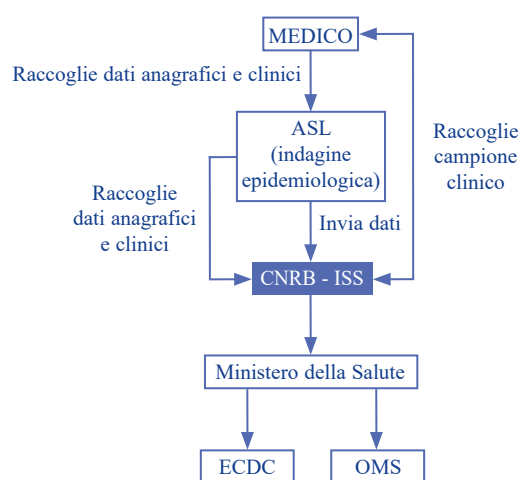 MEDICO
Raccoglie dati anagrafici e clinici
ASL
(indagine
epidemiologica)
Raccoglie
campione
clinico
Raccoglie
dati anagrafici
e clinici
Invia dati
CNRB - ISS
Ministero della Salute
ECDC
OMS